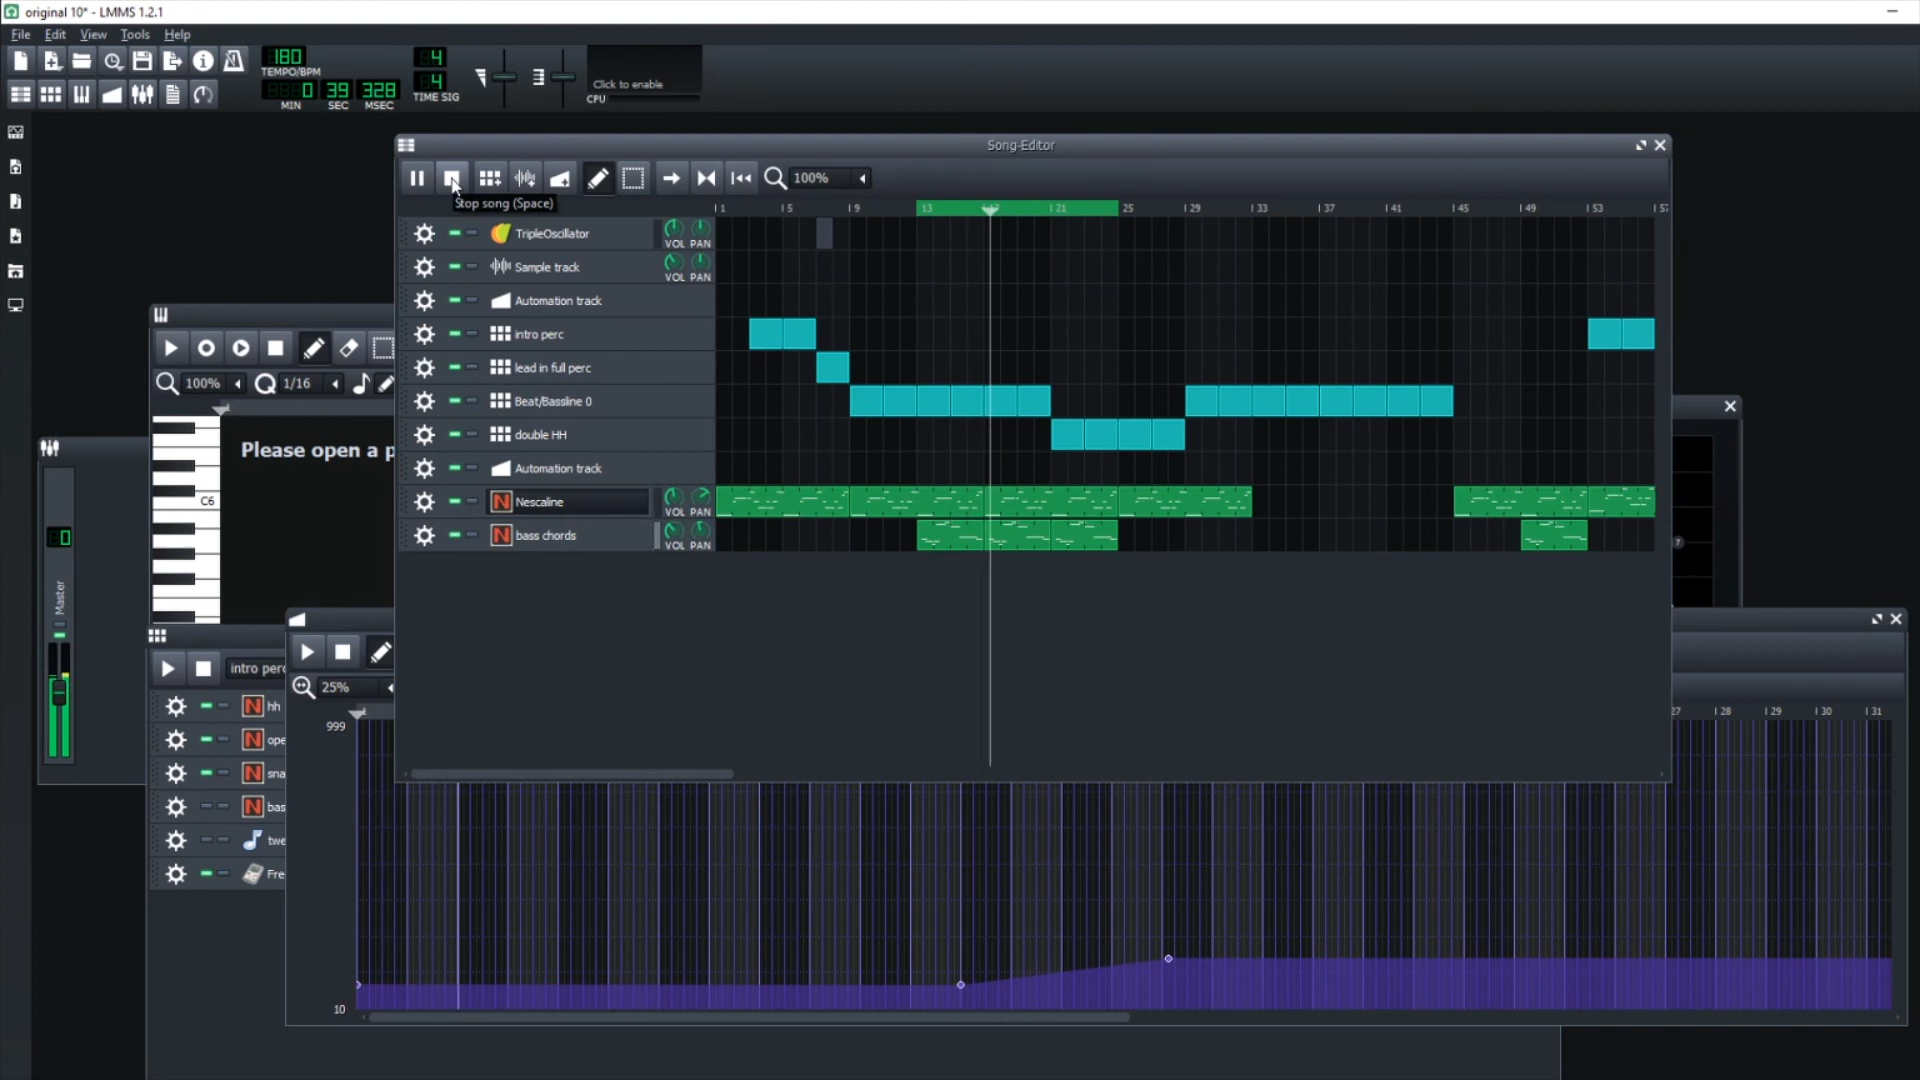 original 10* - LMMS 1.2.1
File Edit View Tools Help
180
TEMPO/BPM
0 39 328
MIN SEC MSEC
4
4
TIME SIG
Click to enable
CPU
Song-Editor
100%
Stop song (Space)
1 5 9 13 17 21 25 29 33 37 41 45 49 53 57
TripleOscillator VOL PAN
Sample track VOL PAN
Automation track
intro perc
lead in full perc
Beat/Bassline 0
double HH
Automation track
Nescaline VOL PAN
bass chords VOL PAN
100% 1/16
Please open a p
C6
7
0
Master
intro perc
hh
ope
sna
bas
twe
Fre
25%
999
10
27 28 29 30 31